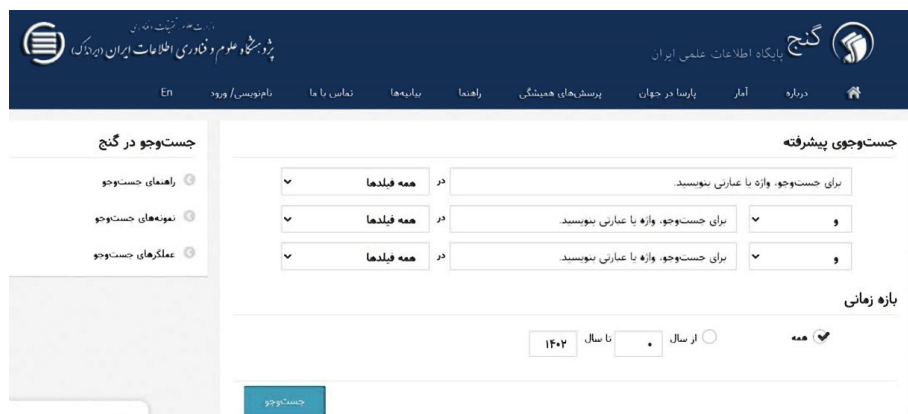 گنج
پایگاه اطلاعات علمی ایران
وزارت علوم، تحقیقات و فناوری
پژوهشگاه علوم و فناوری اطلاعات ایران (ایرانداک)
درباره آمار پارسا در جهان پرسش‌های همیشگی راهنما بیانیه‌ها تماس با ما نام‌نویسی/ ورود En
جست‌وجوی پیشرفته
برای جست‌وجو، واژه یا عبارتی بنویسید. در همه فیلدها
و برای جست‌وجو، واژه یا عبارتی بنویسید. در همه فیلدها
و برای جست‌وجو، واژه یا عبارتی بنویسید. در همه فیلدها
بازه زمانی
همه از سال ۰ تا سال ۱۴۰۲
جست‌وجو
جست‌وجو در گنج
راهنمای جست‌وجو
نمونه‌های جست‌وجو
عملگرهای جست‌وجو